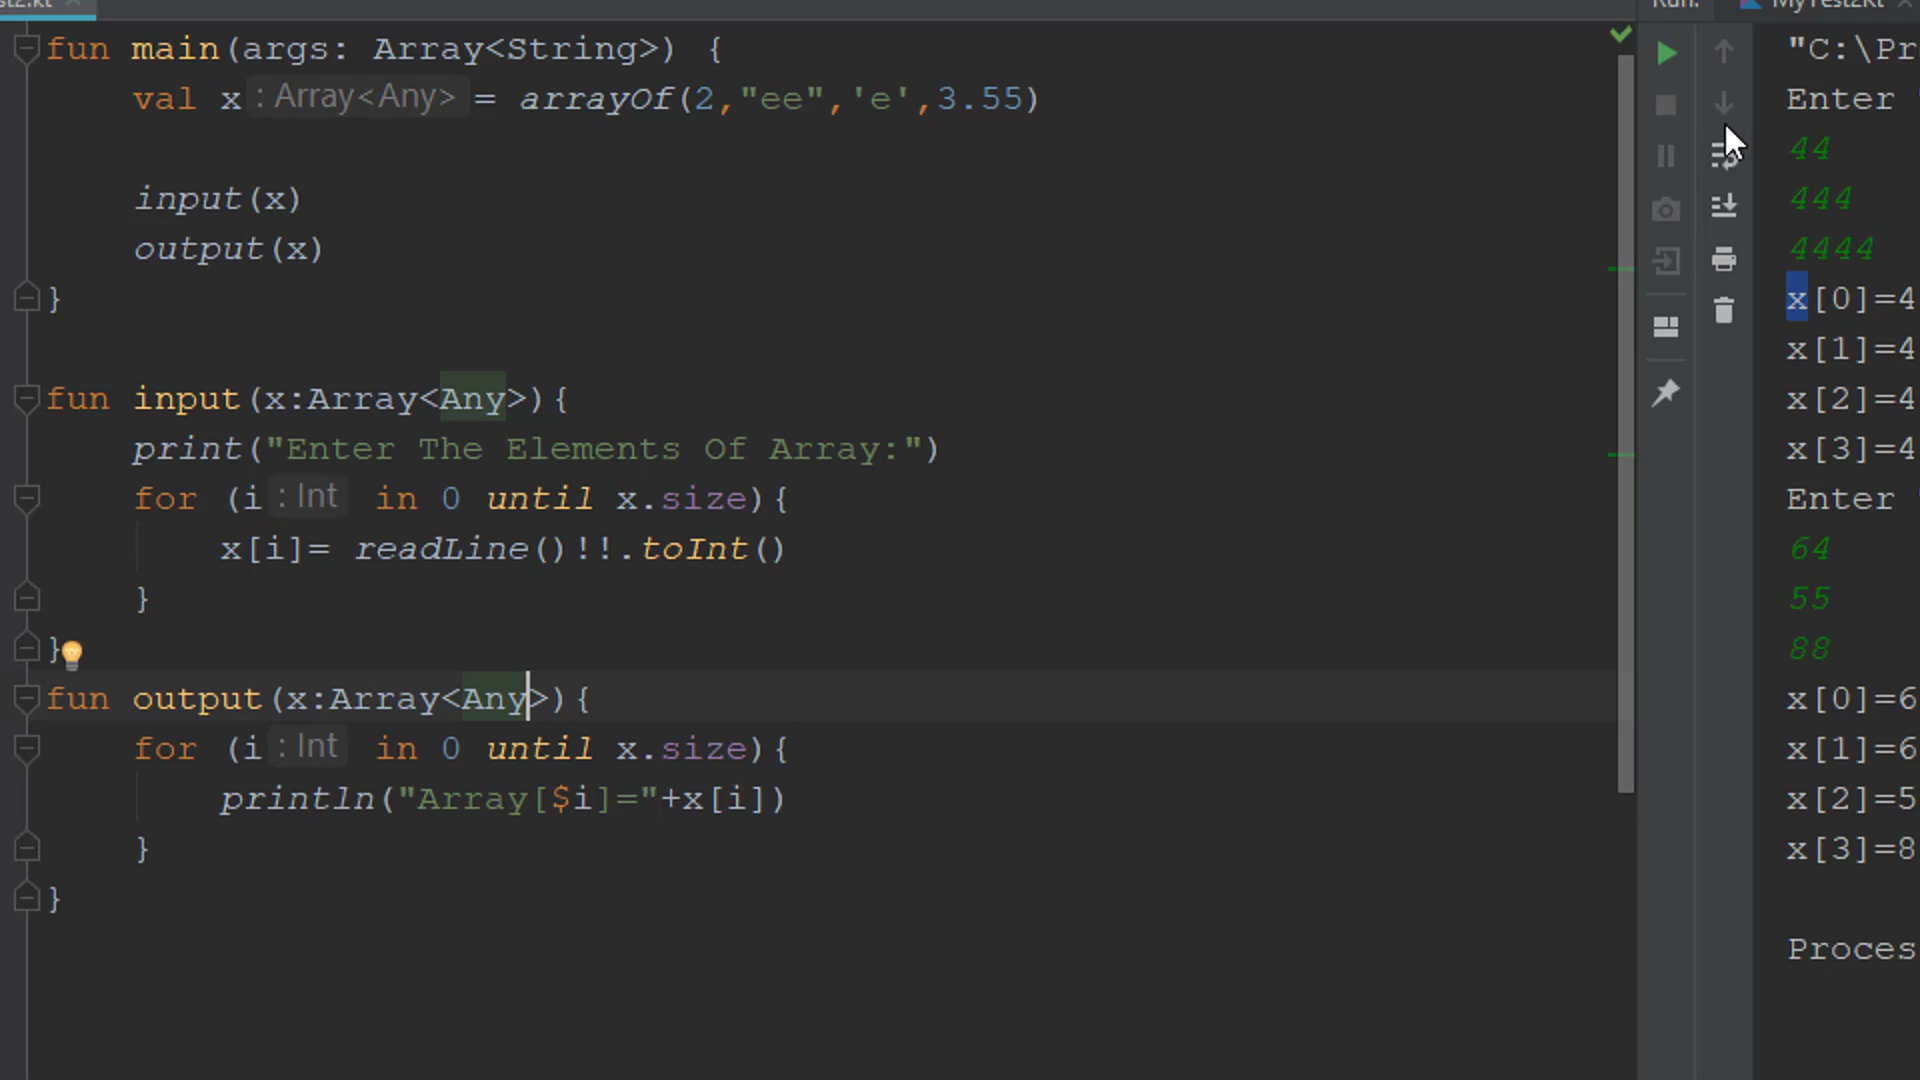 fun main(args: Array<String>) {
val x : Array<Any> = arrayOf(2,"ee",'e',3.55)
input(x)
output(x)
}
fun input(x:Array<Any>){
print("Enter The Elements Of Array:")
for (i : Int in 0 until x.size){
x[i]= readLine()!!.toInt()
}
}
fun output(x:Array<Any>){
for (i : Int in 0 until x.size){
println("Array[$i]="+x[i])
}
}
Run:
MyTest2Kt
"C:\Pr
Enter
44
444
4444
x[0]=4
x[1]=4
x[2]=4
x[3]=4
Enter
64
55
88
x[0]=6
x[1]=6
x[2]=5
x[3]=8
Proces